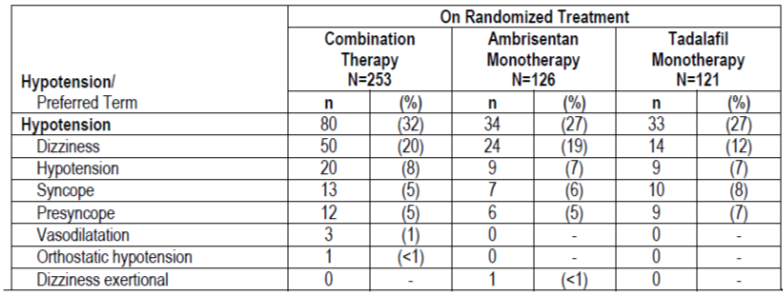 On Randomized Treatment
Combination Therapy N=253 Ambrisentan Monotherapy N=126 Tadalafil Monotherapy N=121
Hypotension/
Preferred Term n (%) n (%) n (%)
Hypotension 80 (32) 34 (27) 33 (27)
Dizziness 50 (20) 24 (19) 14 (12)
Hypotension 20 (8) 9 (7) 9 (7)
Syncope 13 (5) 7 (6) 10 (8)
Presyncope 12 (5) 6 (5) 9 (7)
Vasodilatation 3 (1) 0 - 0 -
Orthostatic hypotension 1 (<1) 0 - 0 -
Dizziness exertional 0 - 1 (<1) 0 -